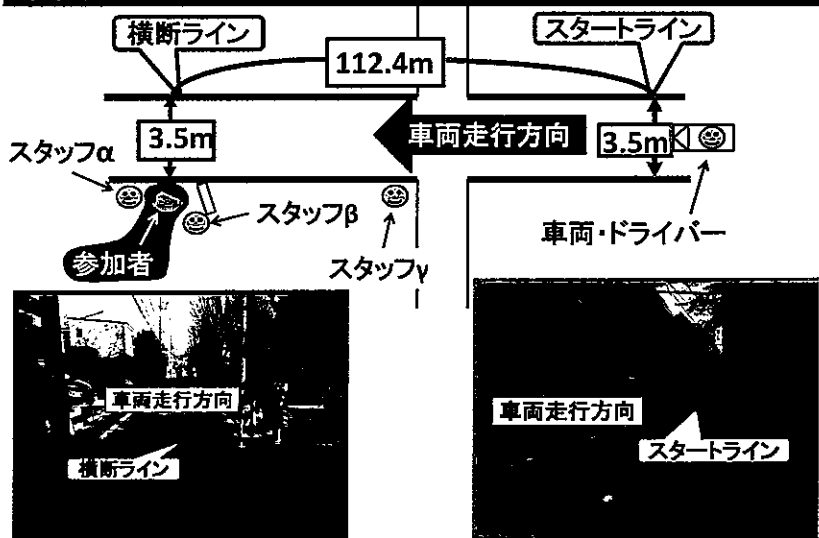 横断ライン
スタートライン
112.4m
3.5m
車両走行方向
3.5m
スタッフα
スタッフβ
参加者
スタッフγ
車両・ドライバー
車両走行方向
横断ライン
車両走行方向
スタートライン